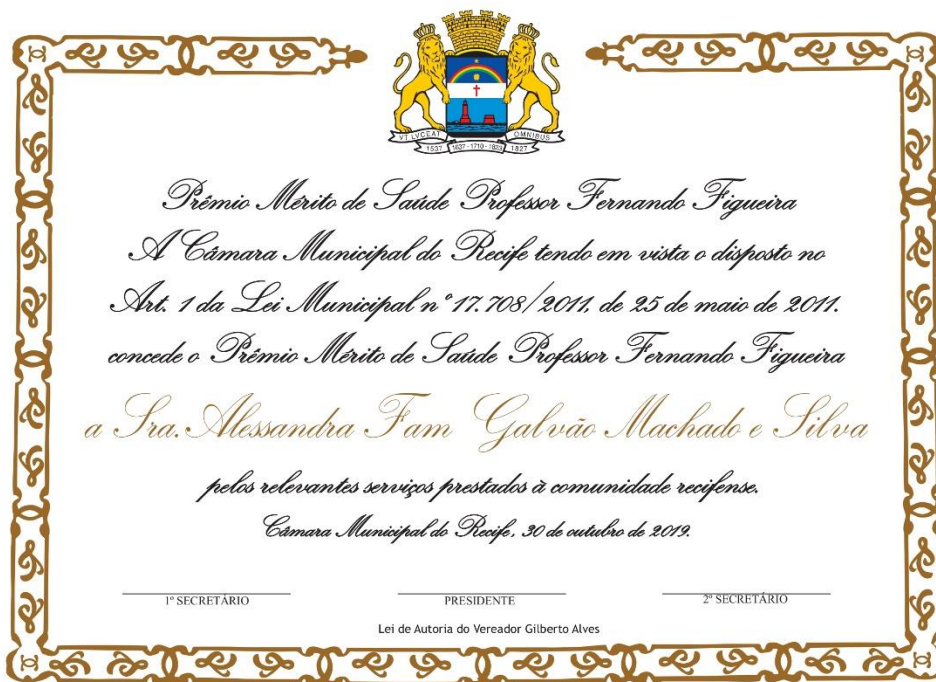 VT LVCEAT OMNIBUS
1537 1637-1710-1823 1827
Prêmio Mérito de Saúde Professor Fernando Figueira
A Câmara Municipal do Recife tendo em vista o disposto no
Art. 1 da Lei Municipal nº 17.708/2011, de 25 de maio de 2011.
concede o Prêmio Mérito de Saúde Professor Fernando Figueira
a Sra. Alessandra Fam Galvão Machado e Silva
pelos relevantes serviços prestados à comunidade recifense.
Câmara Municipal do Recife, 30 de outubro de 2019.
1º SECRETÁRIO PRESIDENTE 2º SECRETÁRIO
Lei de Autoria do Vereador Gilberto Alves